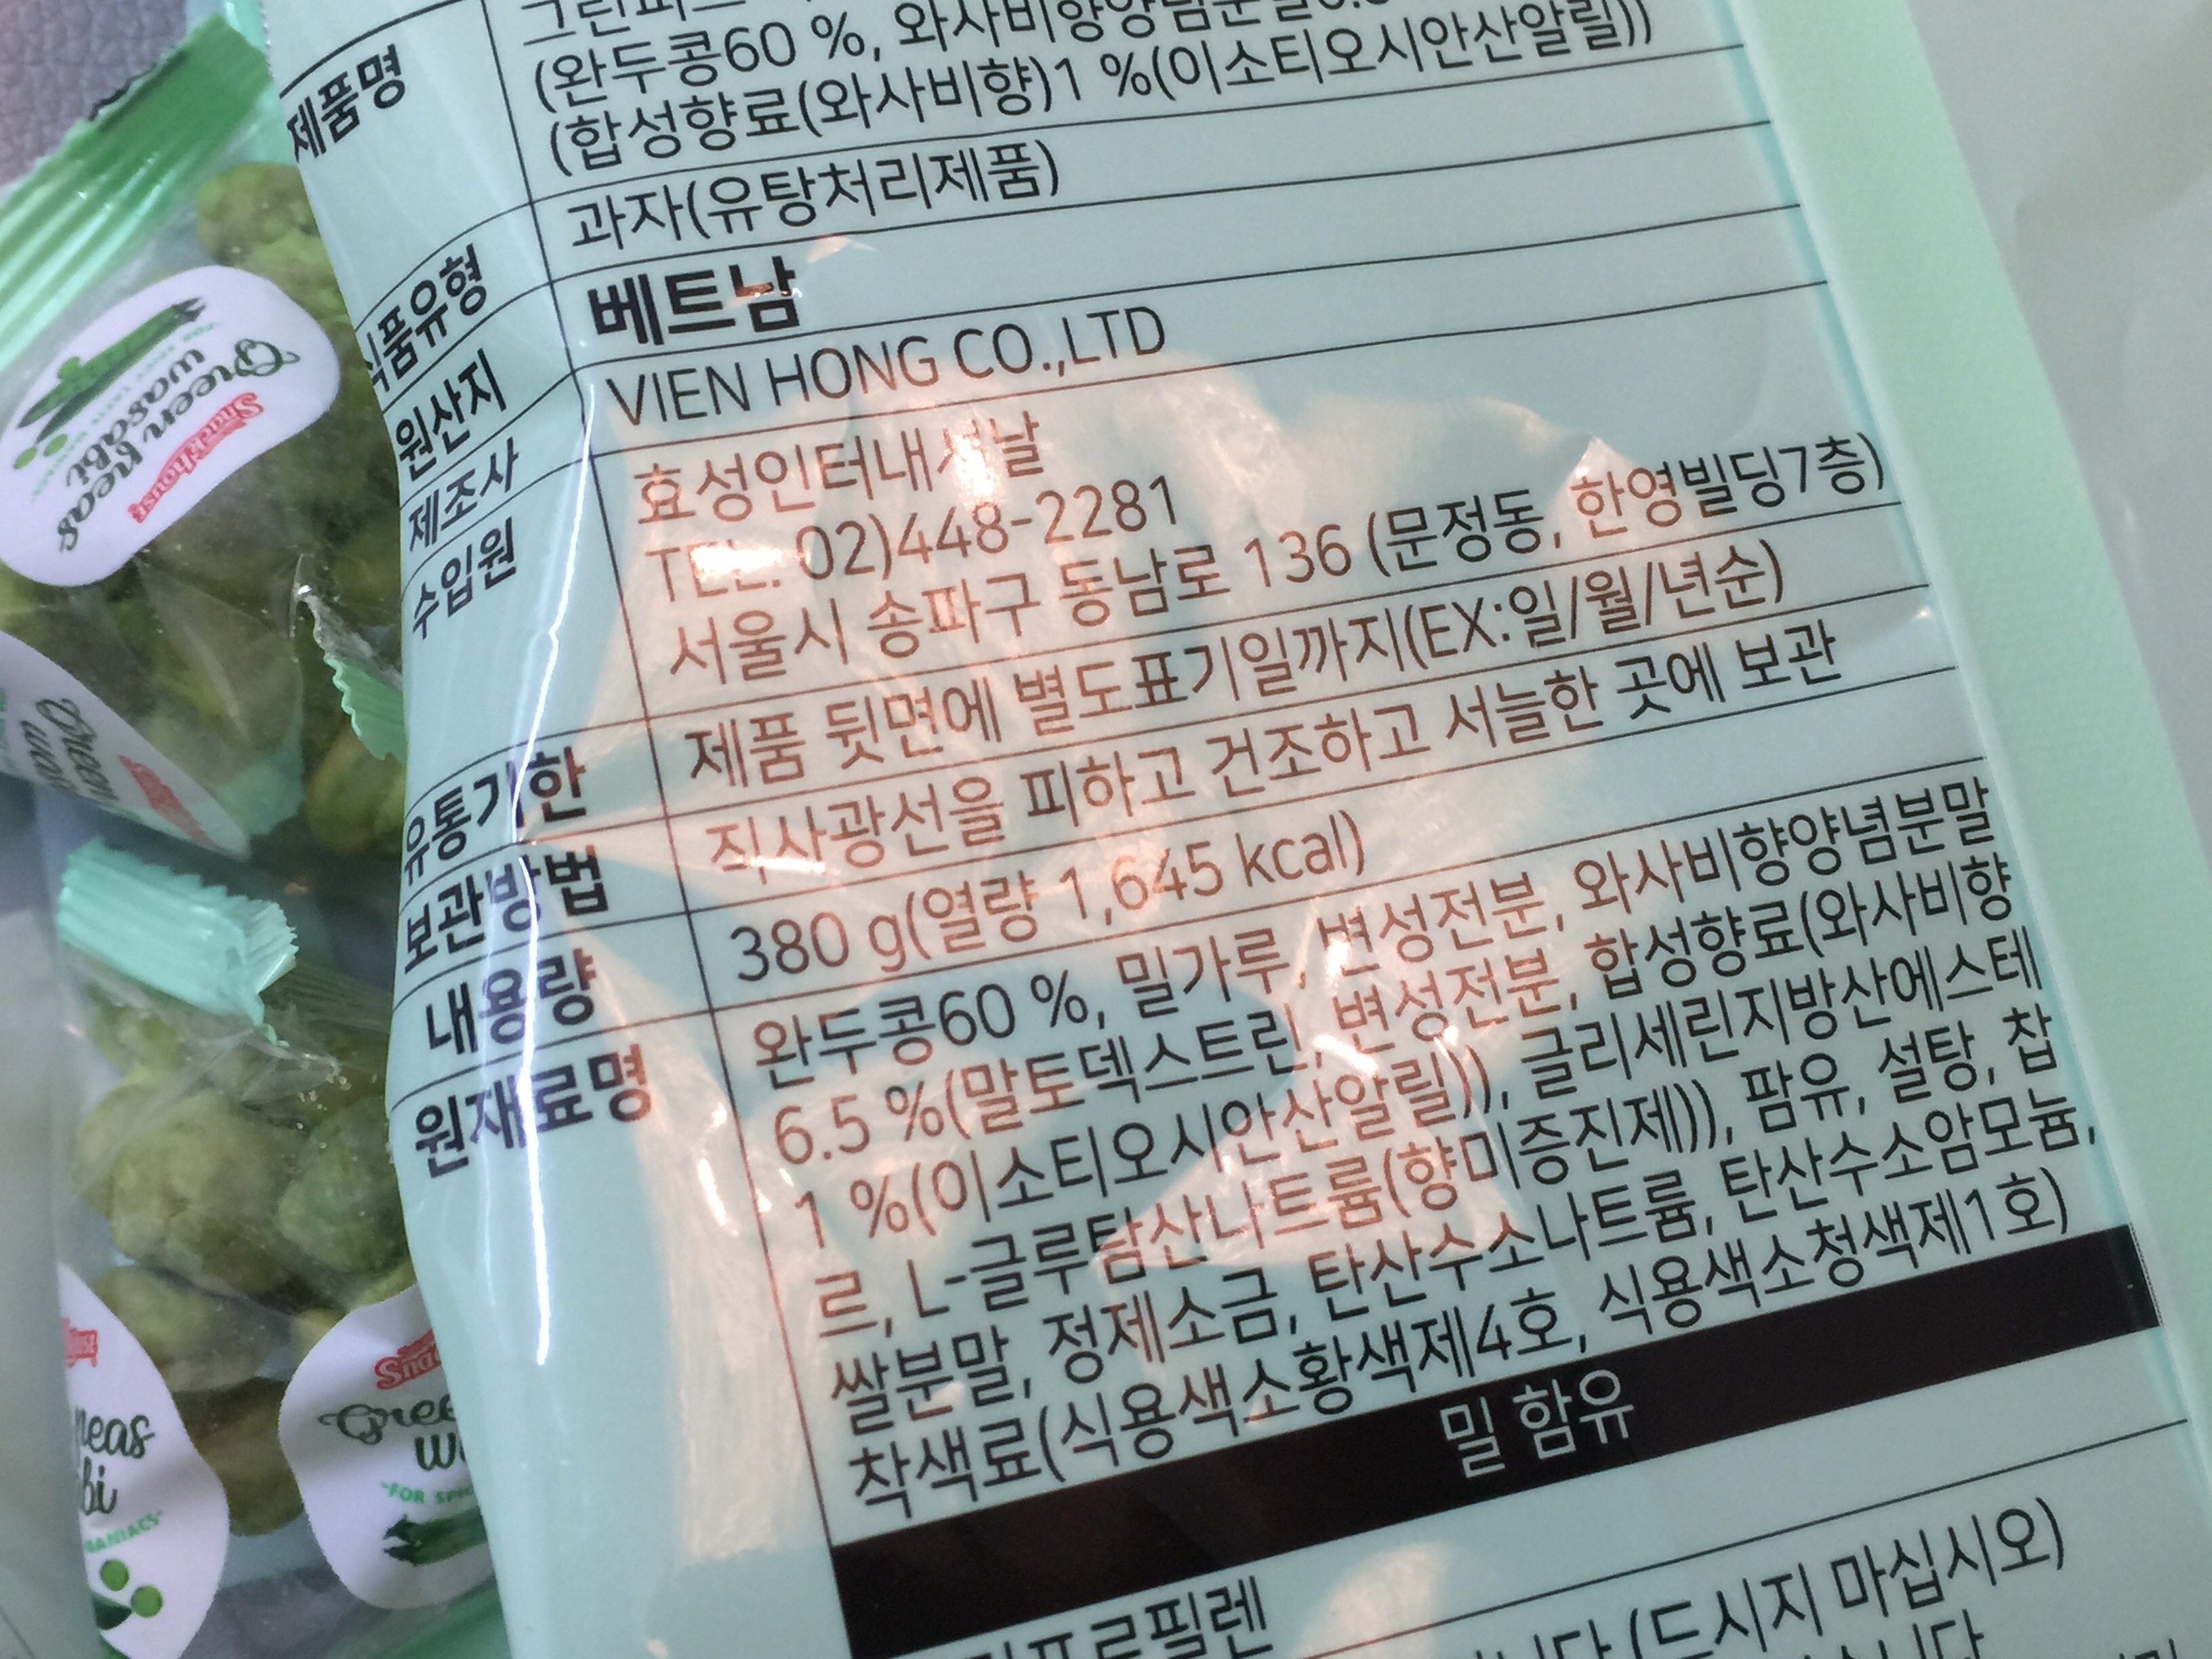 제품명
(완두콩60 %, 와사비향양념분말
(합성향료(와사비향)1 %(이소티오시안산알릴))
식품유형 과자(유탕처리제품)
원산지 베트남
제조사 VIEN HONG CO.,LTD
수입원 효성인터내셔날
TEL. 02)448-2281
서울시 송파구 동남로 136 (문정동, 한영빌딩7층)
유통기한 제품 뒷면에 별도표기일까지(EX:일/월/년순)
보관방법 직사광선을 피하고 건조하고 서늘한 곳에 보관
내용량 380 g(열량 1,645 kcal)
원재료명 완두콩60 %, 밀가루, 변성전분, 와사비향양념분말
6.5 %(말토덱스트린, 변성전분, 합성향료(와사비향
1 %(이소티오시안산알릴)), 글리세린지방산에스테
르, L-글루탐산나트륨(향미증진제)), 팜유, 설탕, 찹
쌀분말, 정제소금, 탄산수소나트륨, 탄산수소암모늄,
착색료(식용색소황색제4호, 식용색소청색제1호)
밀 함유
(드시지 마십시오)
Snackhouse
Green peas
wasabi
Green